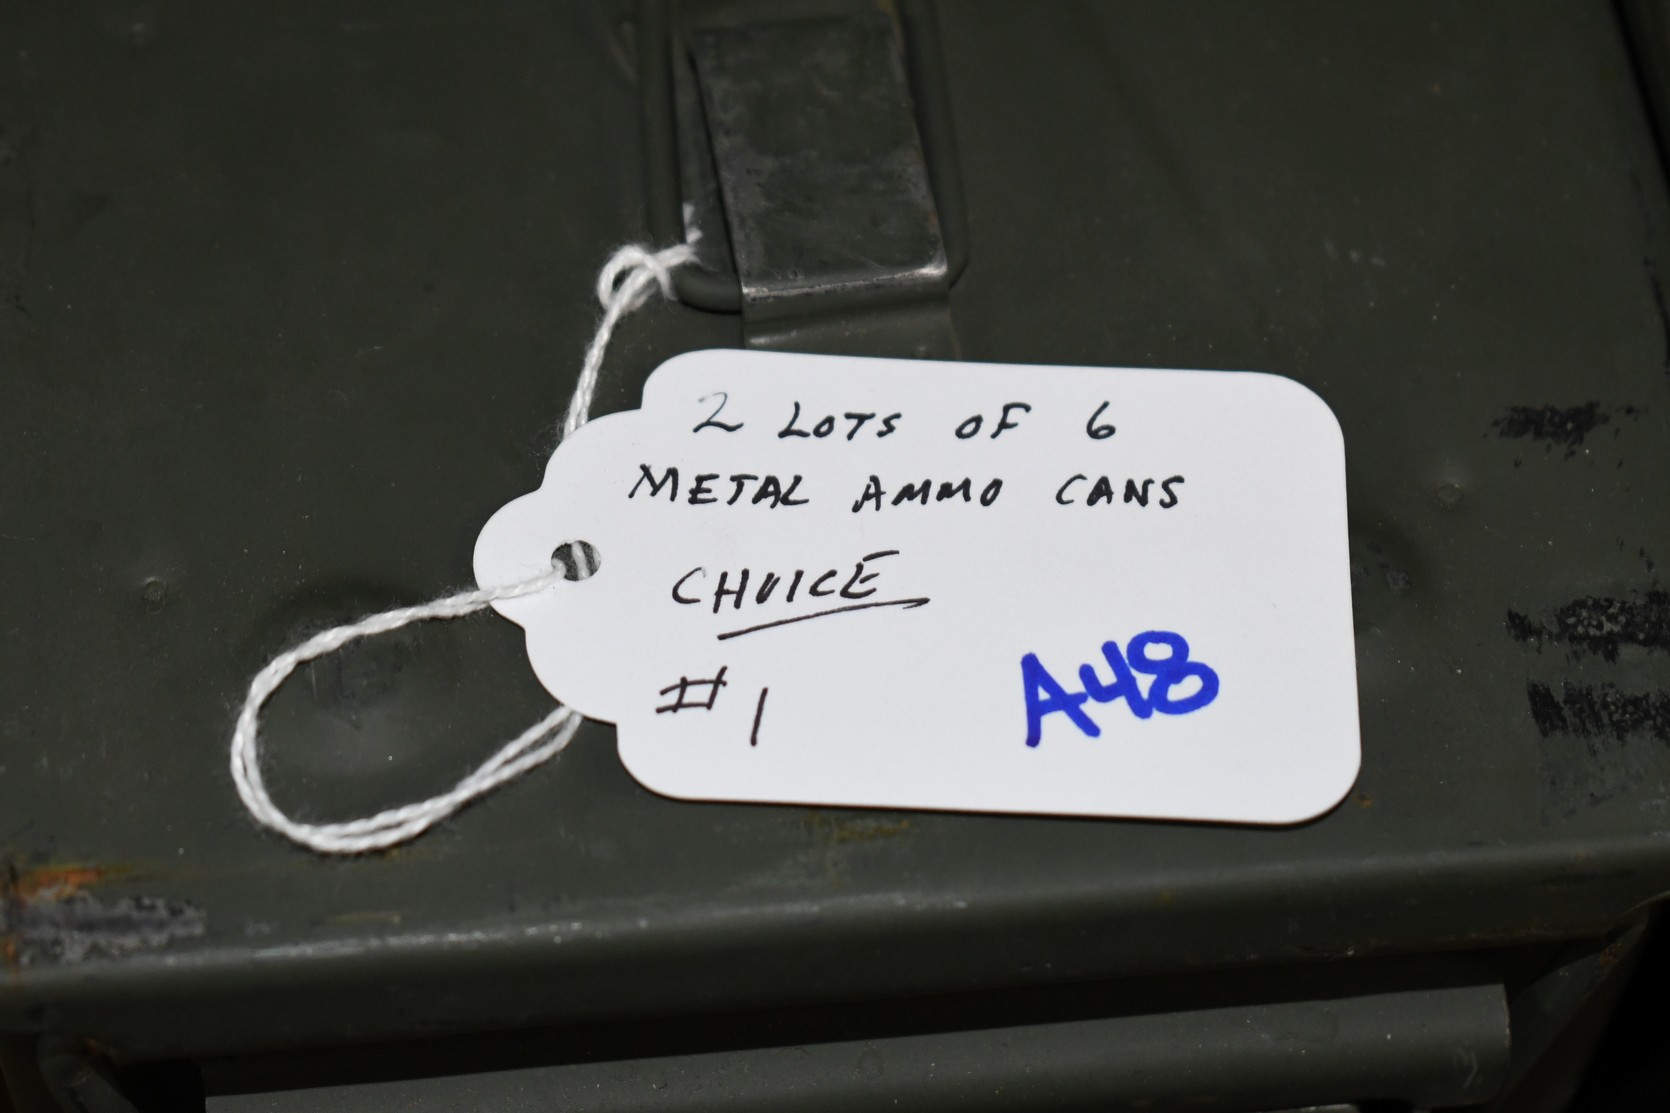 2 LOTS OF 6
METAL AMMO CANS
CHOICE
#1
A48